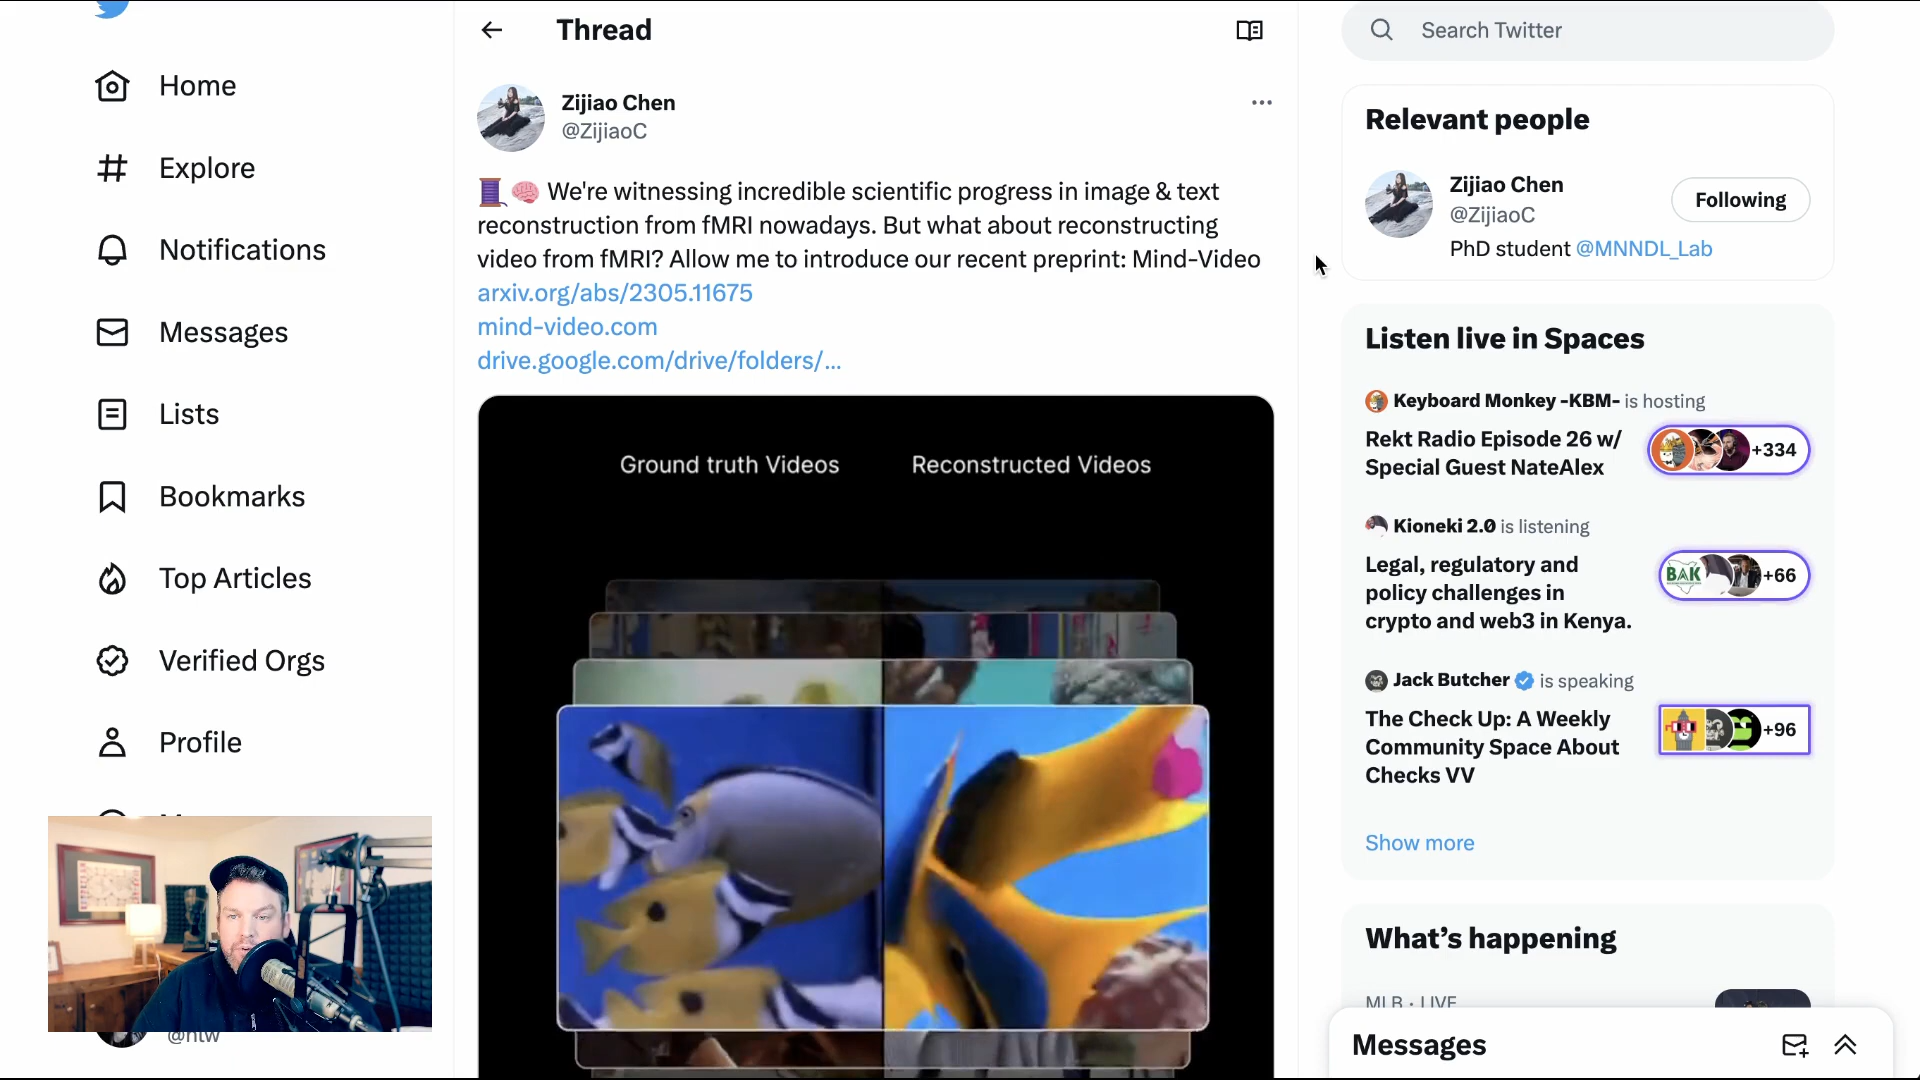 Home
Explore
Notifications
Messages
Lists
Bookmarks
Top Articles
Verified Orgs
Profile
Thread
Zijiao Chen
@ZijiaoC
🧵 🧠 We're witnessing incredible scientific progress in image & text
reconstruction from fMRI nowadays. But what about reconstructing
video from fMRI? Allow me to introduce our recent preprint: Mind-Video
arxiv.org/abs/2305.11675
mind-video.com
drive.google.com/drive/folders/…
Ground truth Videos
Reconstructed Videos
Search Twitter
Relevant people
Zijiao Chen
@ZijiaoC
Following
PhD student @MNNDL_Lab
Listen live in Spaces
Keyboard Monkey -KBM- is hosting
Rekt Radio Episode 26 w/
Special Guest NateAlex
+334
Kioneki 2.0 is listening
Legal, regulatory and
policy challenges in
crypto and web3 in Kenya.
BAK
+66
Jack Butcher is speaking
The Check Up: A Weekly
Community Space About
Checks VV
+96
Show more
What's happening
MLB · LIVE
Messages